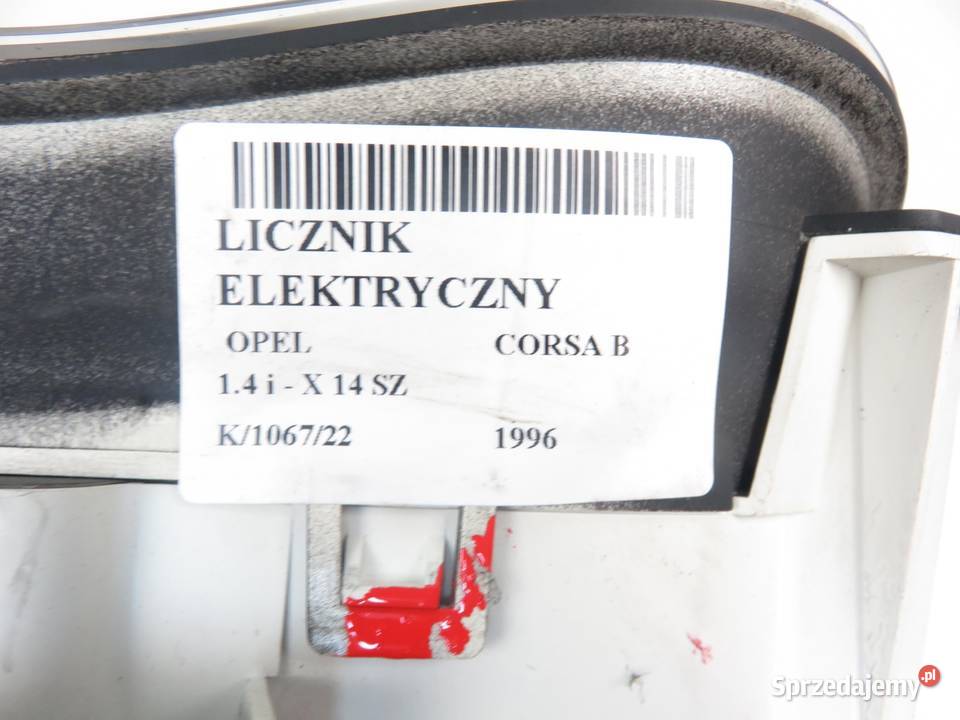 LICZNIK
ELEKTRYCZNY
OPEL CORSA B
1.4 i - X 14 SZ
K/1067/22 1996
Sprzedajemy.pl